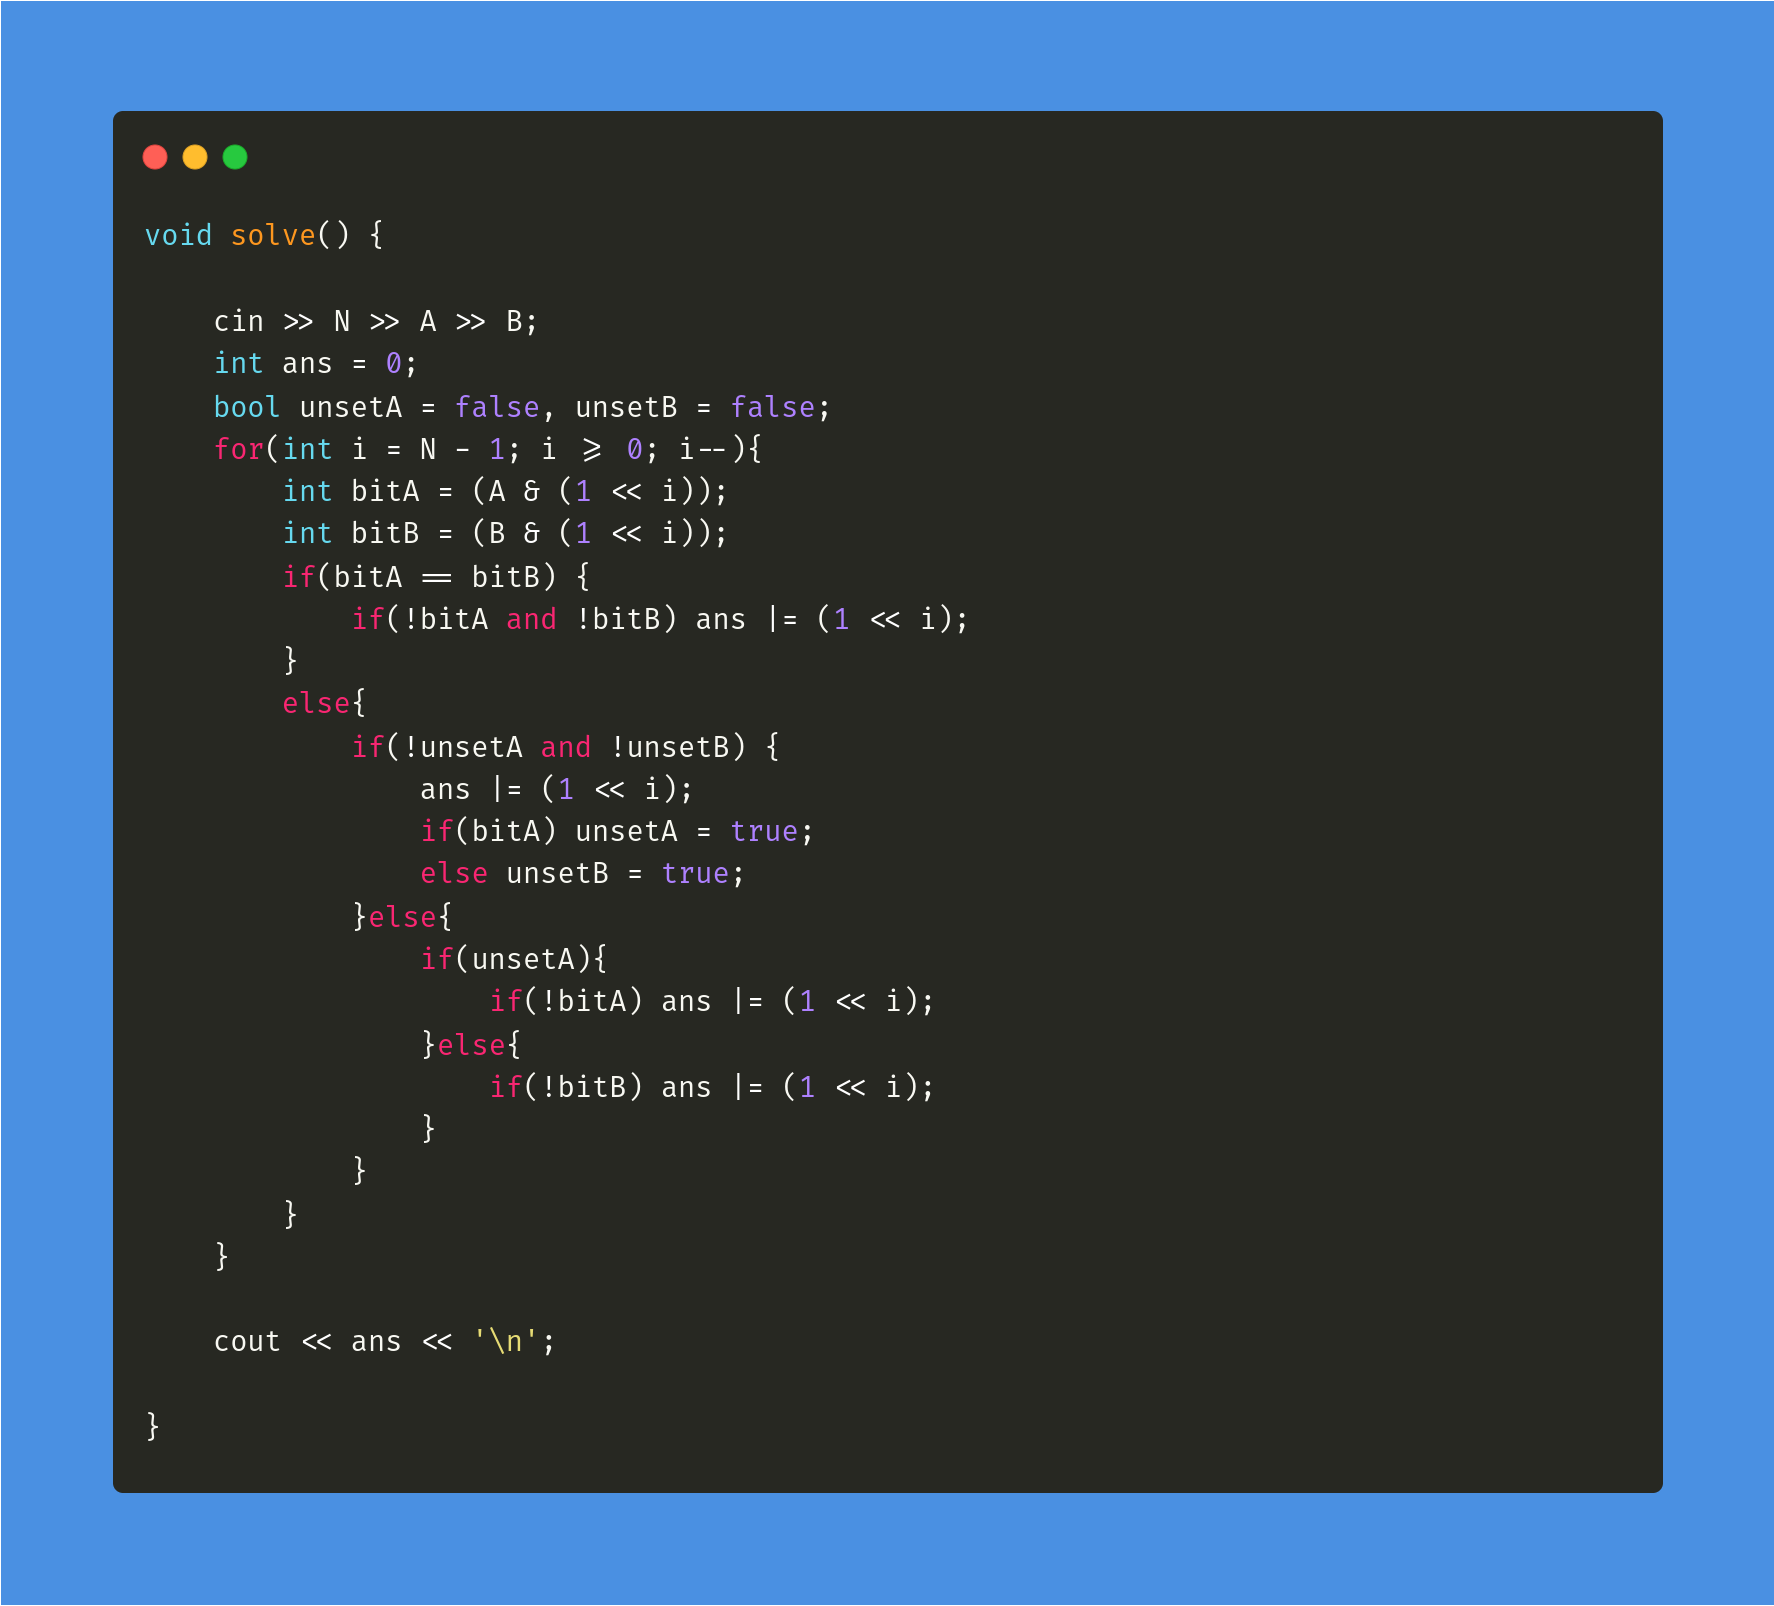 void solve() {
cin >> N >> A >> B;
int ans = 0;
bool unsetA = false, unsetB = false;
for(int i = N - 1; i >= 0; i--){
int bitA = (A & (1 << i));
int bitB = (B & (1 << i));
if(bitA == bitB) {
if(!bitA and !bitB) ans |= (1 << i);
}
else{
if(!unsetA and !unsetB) {
ans |= (1 << i);
if(bitA) unsetA = true;
else unsetB = true;
}else{
if(unsetA){
if(!bitA) ans |= (1 << i);
}else{
if(!bitB) ans |= (1 << i);
}
}
}
}
cout << ans << '\n';
}